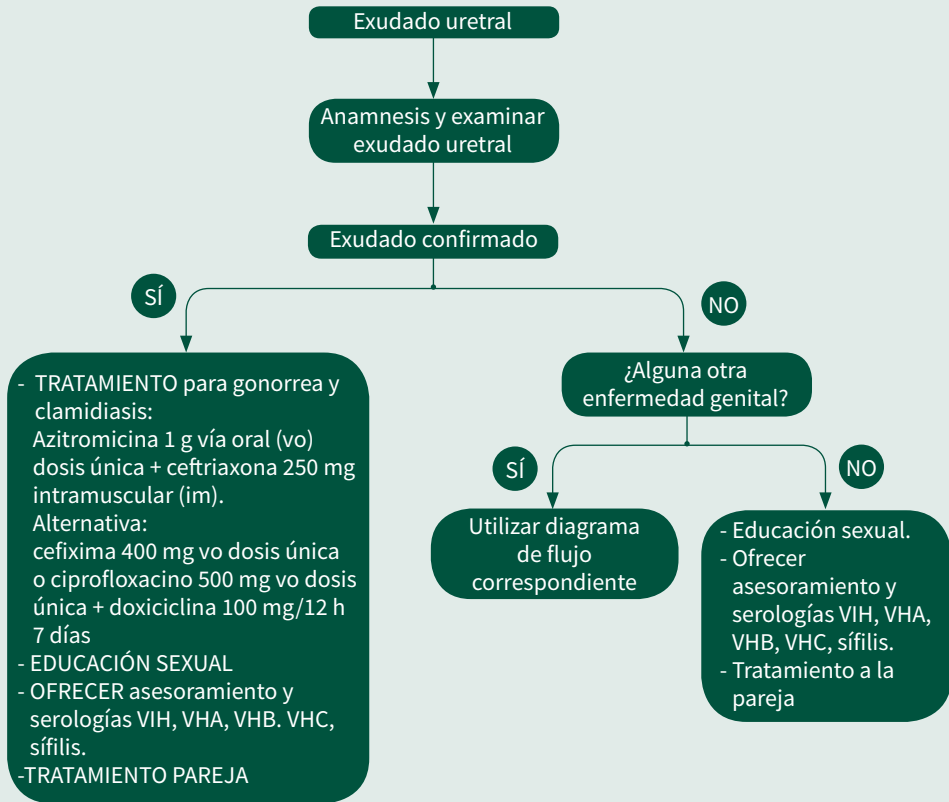 Exudado uretral
Anamnesis y examinar
exudado uretral
Exudado confirmado
SÍ
NO
- TRATAMIENTO para gonorrea y
clamidiasis:
Azitromicina 1 g vía oral (vo)
dosis única + ceftriaxona 250 mg
intramuscular (im).
Alternativa:
cefixima 400 mg vo dosis única
o ciprofloxacino 500 mg vo dosis
única + doxiciclina 100 mg/12 h
7 días
- EDUCACIÓN SEXUAL
- OFRECER asesoramiento y
serologías VIH, VHA, VHB. VHC,
sífilis.
-TRATAMIENTO PAREJA
¿Alguna otra
enfermedad genital?
SÍ
NO
Utilizar diagrama
de flujo
correspondiente
- Educación sexual.
- Ofrecer
asesoramiento y
serologías VIH, VHA,
VHB, VHC, sífilis.
- Tratamiento a la
pareja